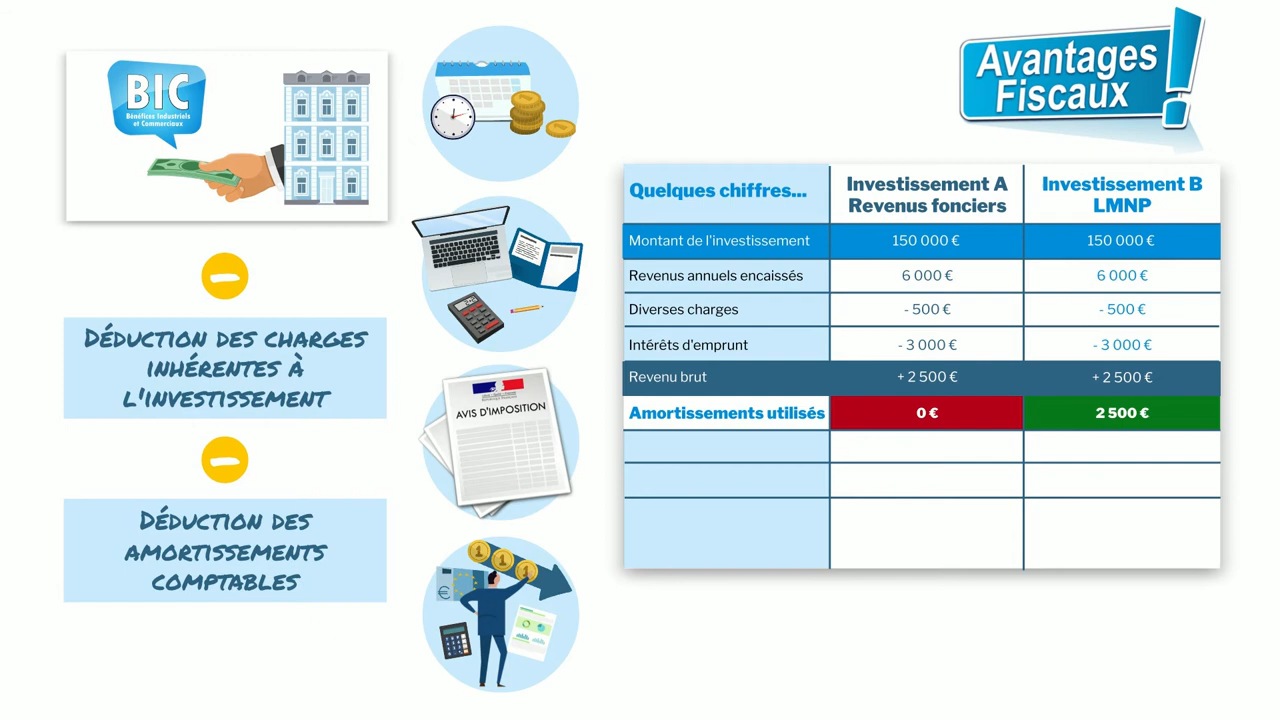 BIC
Bénéfices Industriels
et Commerciaux
DÉDUCTION DES CHARGES
INHÉRENTES À
L'INVESTISSEMENT
DÉDUCTION DES
AMORTISSEMENTS
COMPTABLES
AVIS D'IMPOSITION
Avantages
Fiscaux !
Quelques chiffres... Investissement A Revenus fonciers Investissement B LMNP
Montant de l'investissement 150 000 € 150 000 €
Revenus annuels encaissés 6 000 € 6 000 €
Diverses charges - 500 € - 500 €
Intérêts d'emprunt - 3 000 € - 3 000 €
Revenu brut + 2 500 € + 2 500 €
Amortissements utilisés 0 € 2 500 €